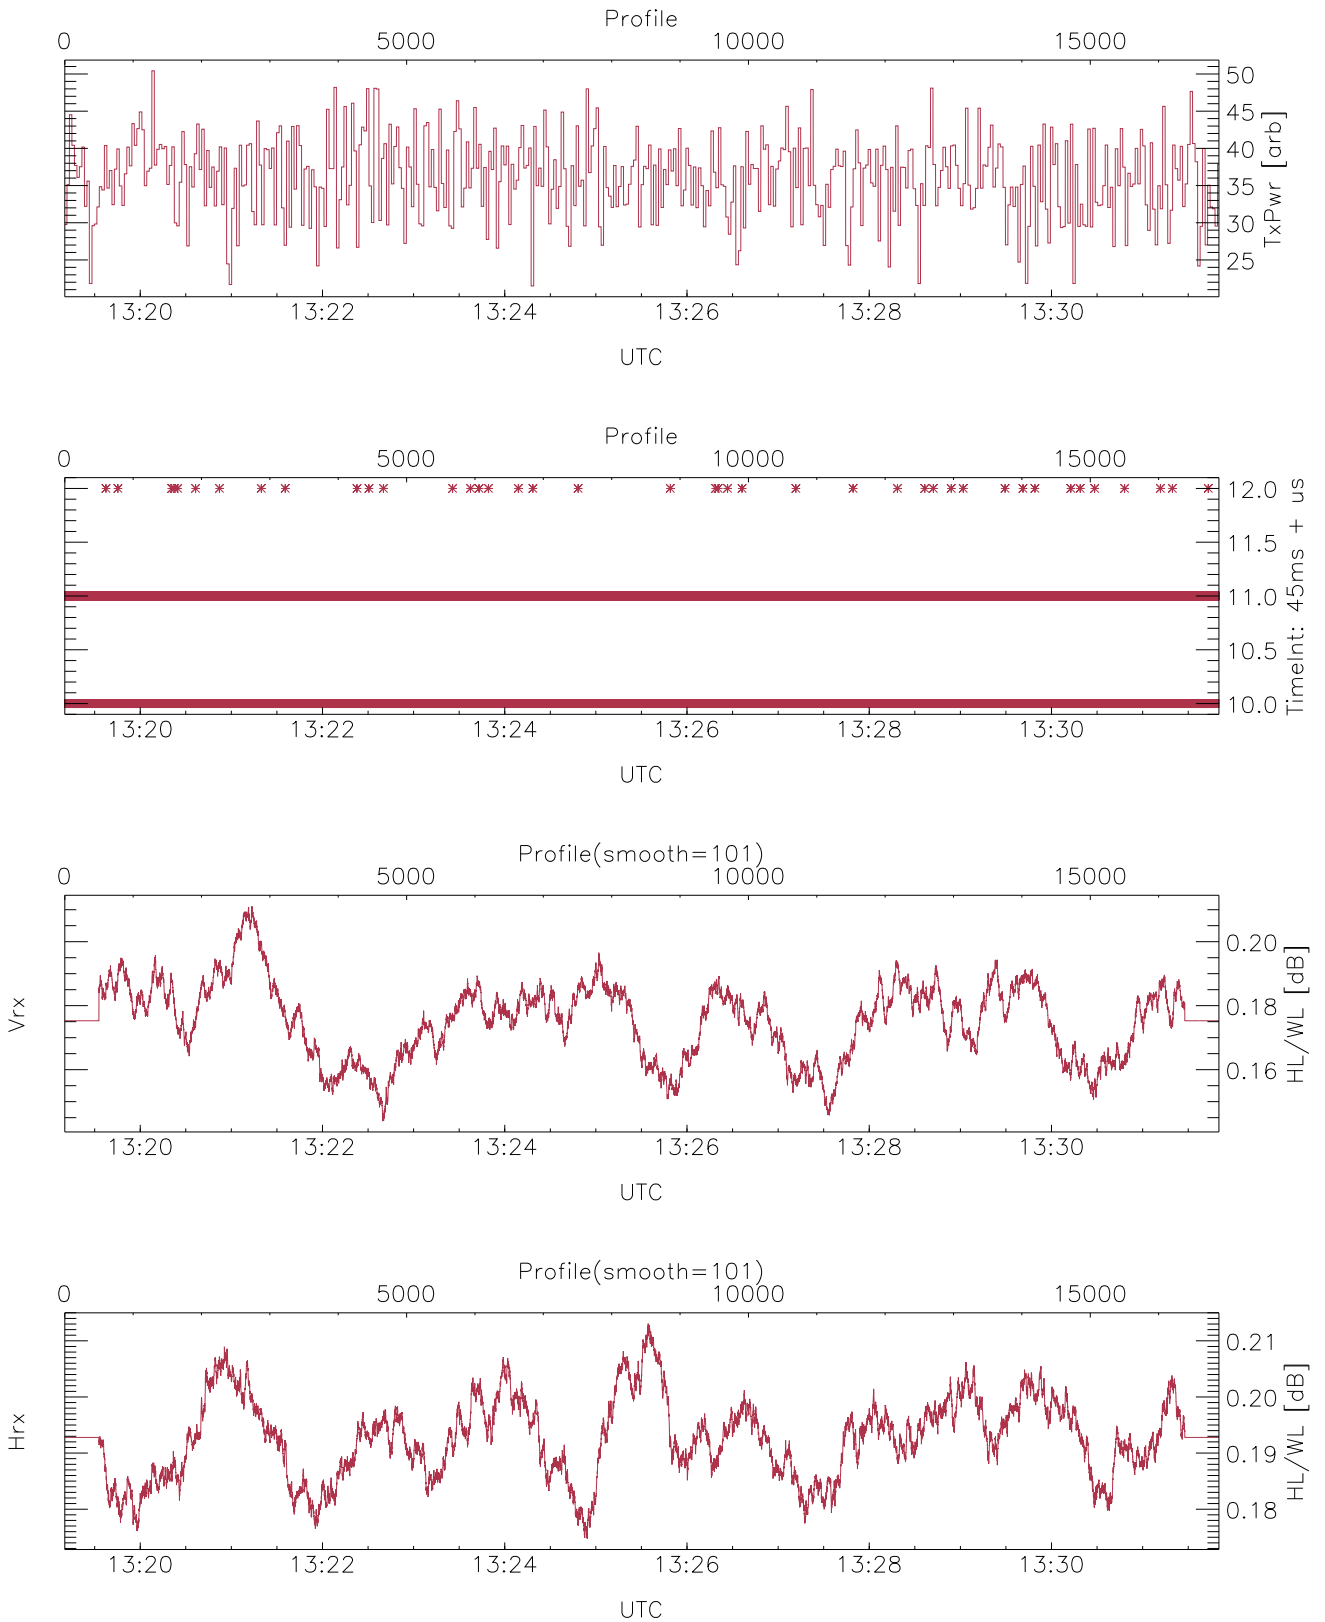 Profile
0 5000 10000 15000
50
45
40
35
30
25
TxPwr [arb]
13:20 13:22 13:24 13:26 13:28 13:30
UTC
Profile
0 5000 10000 15000
12.0
11.5
11.0
10.5
10.0
TimeInt: 45ms + us
13:20 13:22 13:24 13:26 13:28 13:30
UTC
Profile(smooth=101)
0 5000 10000 15000
Vrx
0.20
0.18
0.16
HL/WL [dB]
13:20 13:22 13:24 13:26 13:28 13:30
UTC
Profile(smooth=101)
0 5000 10000 15000
Hrx
0.21
0.20
0.19
0.18
HL/WL [dB]
13:20 13:22 13:24 13:26 13:28 13:30
UTC